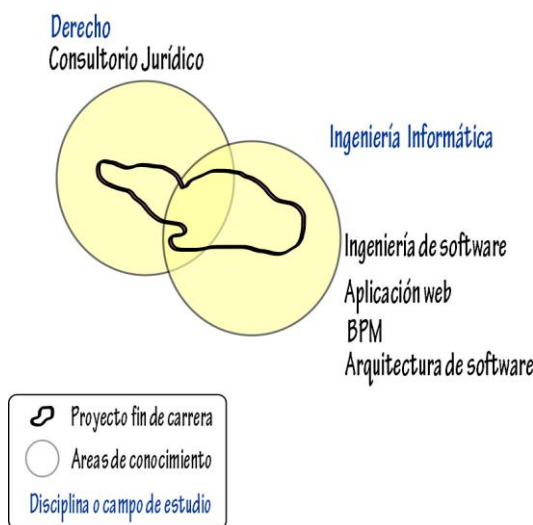 Derecho
Consultorio Jurídico
Ingeniería Informática
Ingeniería de software
Aplicación web
BPM
Arquitectura de software
Proyecto fin de carrera
Areas de conocimiento
Disciplina o campo de estudio